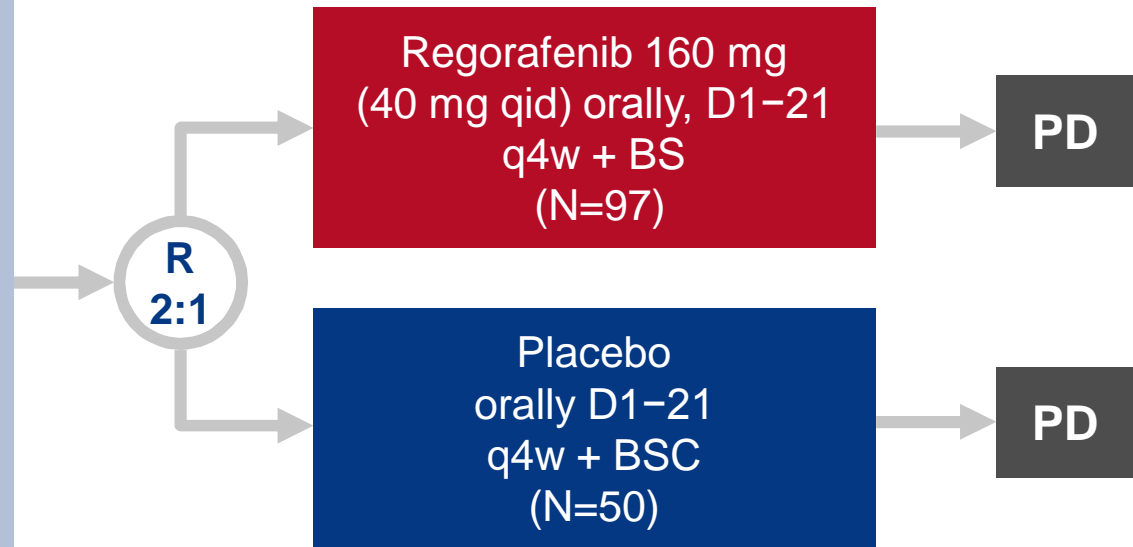 R
2:1
Regorafenib 160 mg
(40 mg qid) orally, D1−21
q4w + BS
(N=97)
PD
Placebo
orally D1−21
q4w + BSC
(N=50)
PD